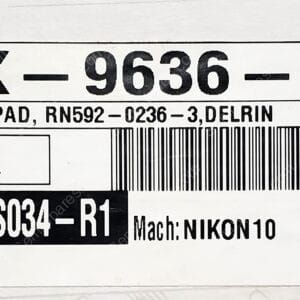 X-9636-
PAD, RN592-0236-3,DELRIN
S034-R1
Mach: NIKON10